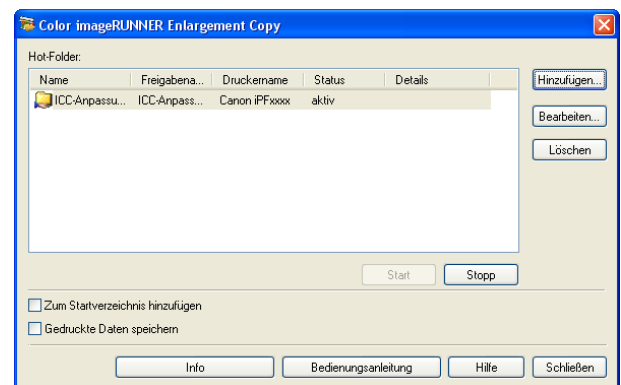 Color imageRUNNER Enlargement Copy
Hot-Folder:
Name Freigabena... Druckername Status Details
ICC-Anpassu... ICC-Anpass... Canon iPFxxxx aktiv
Hinzufügen...
Bearbeiten...
Löschen
Start Stopp
Zum Startverzeichnis hinzufügen
Gedruckte Daten speichern
Info Bedienungsanleitung Hilfe Schließen